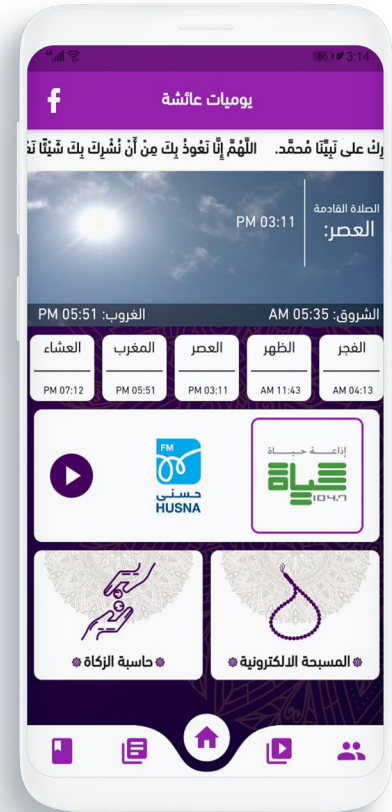 3:14
يوميات عائشة
رِكْ على نَبِيِّنَا مُحمَّد. اللَّهُمَّ إِنَّا نَعُوذُ بِكَ مِنْ أَنْ نُشْرِكَ بِكَ شَيْئًا نَعْ
الصلاة القادمة
العصر:
PM 03:11
الشروق: AM 05:35
الغروب: PM 05:51
الفجر الظهر العصر المغرب العشاء
AM 04:13 AM 11:43 PM 03:11 PM 05:51 PM 07:12
إذاعة حياة
حياة
104.7
FM
حسنى
HUSNA
المسبحة الالكترونية
حاسبة الزكاة